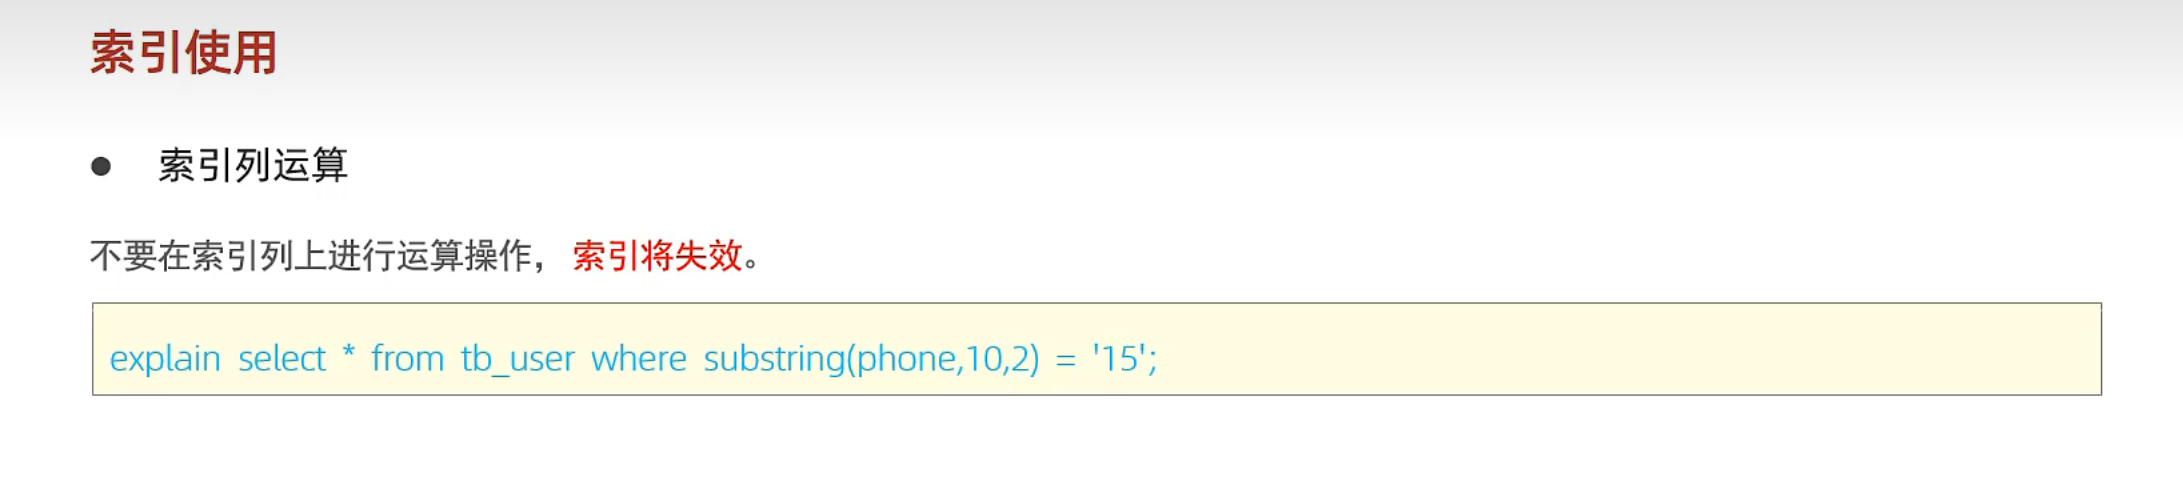 索引使用
● 索引列运算
不要在索引列上进行运算操作， 索引将失效。
explain select * from tb_user where substring(phone,10,2) = '15';